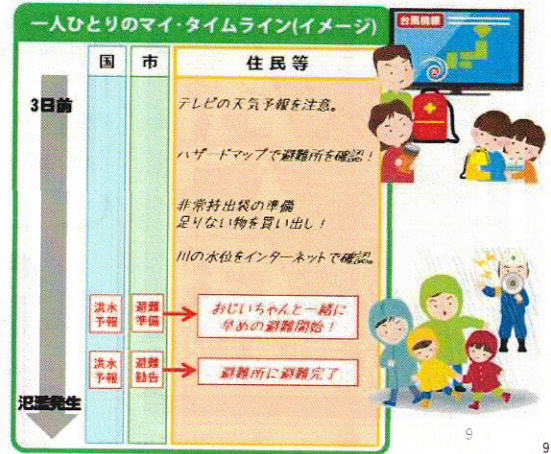 一人ひとりのマイ・タイムライン(イメージ)
台風情報
国
市
住民等
3日前
テレビの天気予報を注意。
ハザードマップで避難所を確認！
非常持出袋の準備
足りない物を買い出し！
川の水位をインターネットで確認。
洪水
予報
避難
準備
おじいちゃんと一緒に
早めの避難開始！
洪水
予報
避難
勧告
避難所に避難完了
氾濫発生
9
9